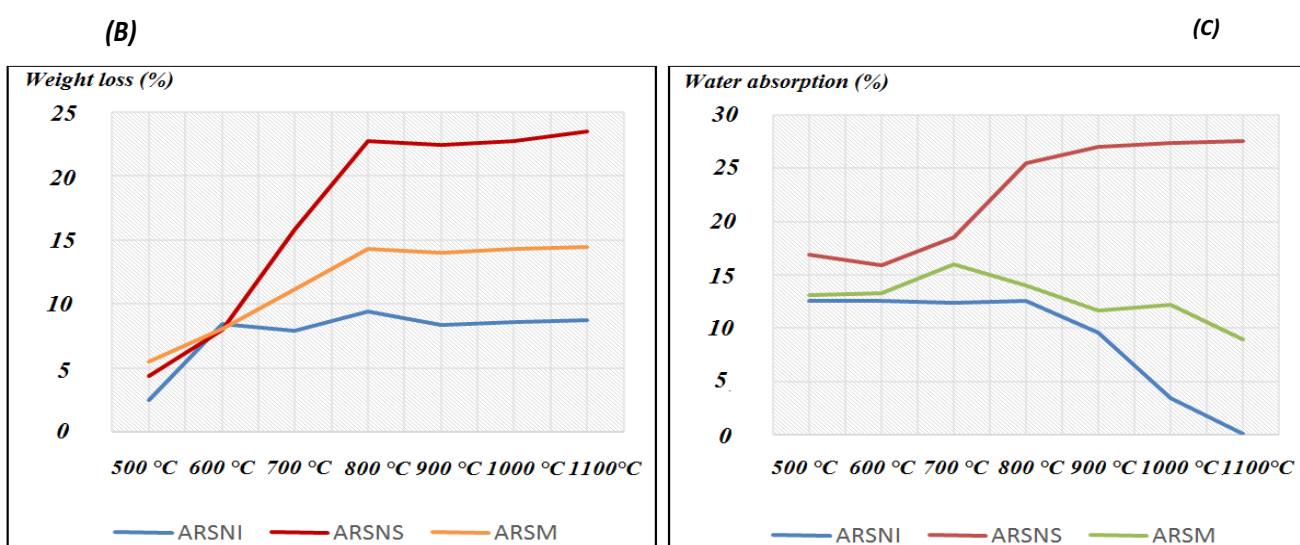 (B)
Weight loss (%)
25
20
15
10
5
0
500 °C 600 °C 700 °C 800 °C 900 °C 1000 °C 1100°C
ARSNI ARSNS ARSM
(C)
Water absorption (%)
30
25
20
15
10
5
0
500 °C 600 °C 700 °C 800 °C 900 °C 1000 °C 1100°C
ARSNI ARSNS ARSM